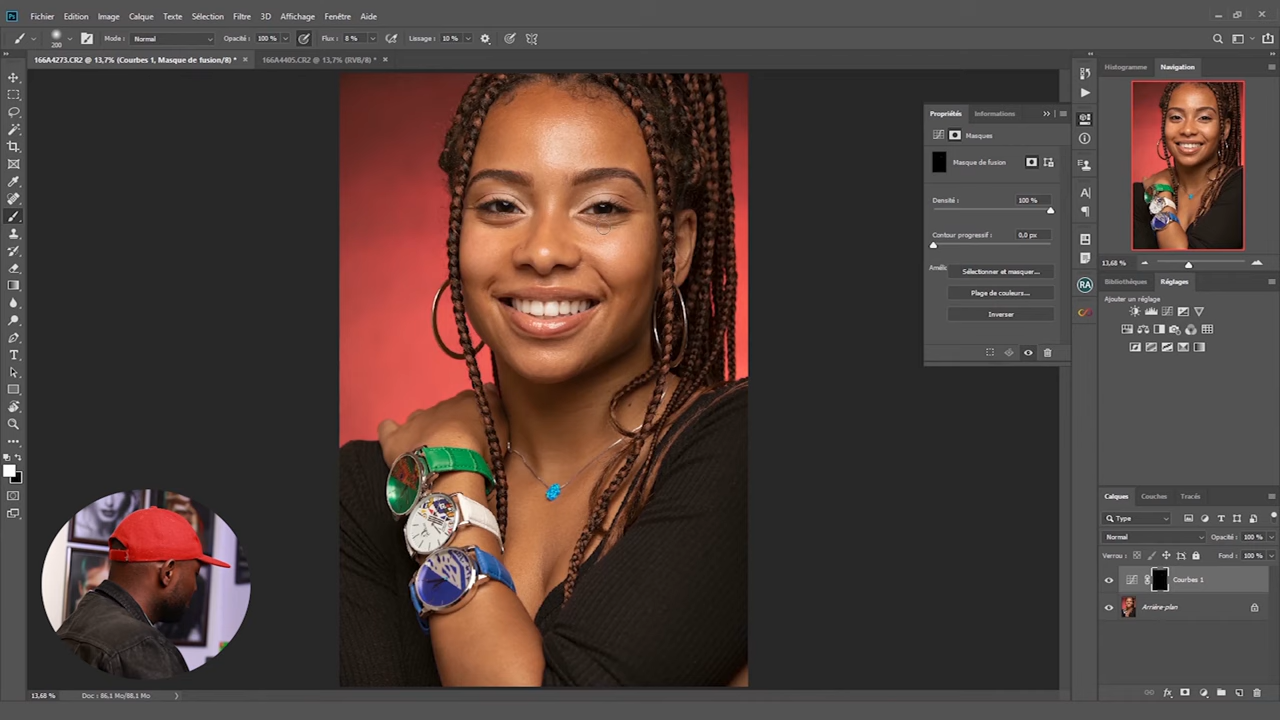 Fichier Edition Image Calque Texte Sélection Filtre 3D Affichage Fenêtre Aide
200 Mode : Normal Opacité : 100 % Flux : 8 % Lissage : 10 %
166A4273.CR2 @ 13,7% (Courbes 1, Masque de fusion/8) * × 166A4405.CR2 @ 13,7% (RVB/8) * ×
Histogramme Navigation
Propriétés Informations
Masques
Masque de fusion
Densité : 100 %
Contour progressif : 0,0 px
Amélic
Sélectionner et masquer...
Plage de couleurs...
Inverser
13,68 %
Bibliothèques Réglages
Ajouter un réglage
Calques Couches Tracés
Type
Normal Opacité : 100 %
Verrou : Fond : 100 %
Courbes 1
Arrière-plan
13,68 % Doc : 86,1 Mo/88,1 Mo